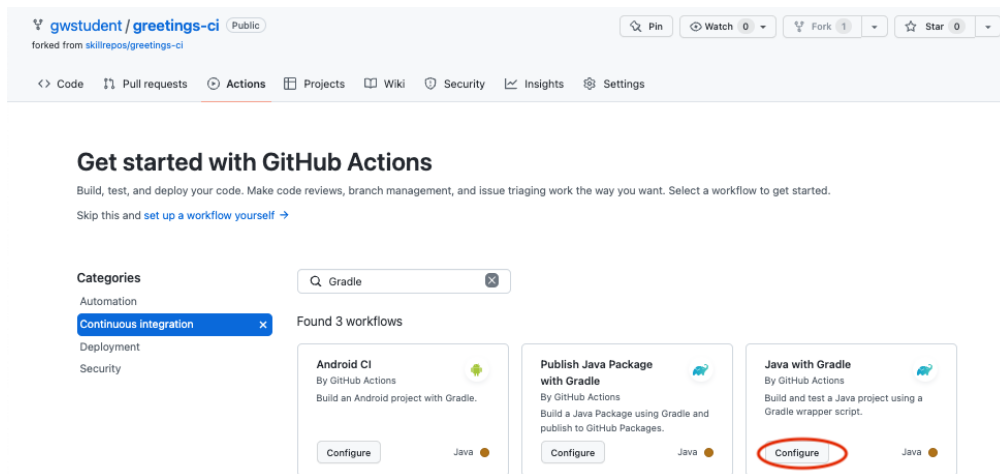 gwstudent / greetings-ci Public
forked from skillrepos/greetings-ci
Pin
Watch 0
Fork 1
Star 0
<> Code
Pull requests
Actions
Projects
Wiki
Security
Insights
Settings
Get started with GitHub Actions
Build, test, and deploy your code. Make code reviews, branch management, and issue triaging work the way you want. Select a workflow to get started.
Skip this and set up a workflow yourself →
Categories
Automation
Continuous integration
Deployment
Security
Gradle
Found 3 workflows
Android CI
By GitHub Actions
Build an Android project with Gradle.
Configure
Java
Publish Java Package
with Gradle
By GitHub Actions
Build a Java Package using Gradle and
publish to GitHub Packages.
Configure
Java
Java with Gradle
By GitHub Actions
Build and test a Java project using a
Gradle wrapper script.
Configure
Java